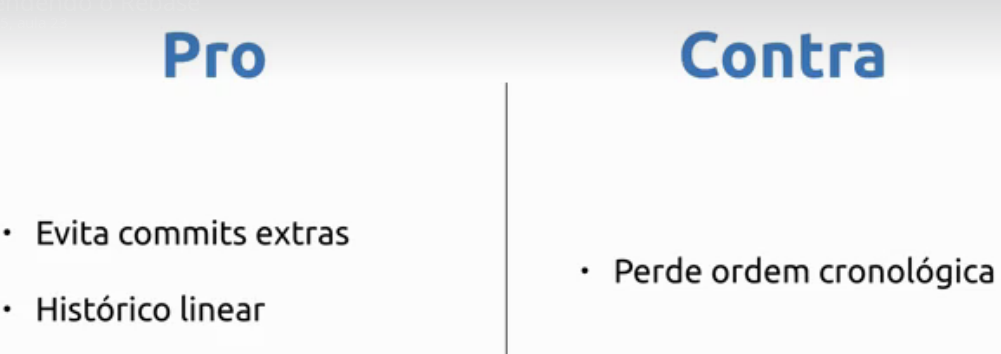 Pro
Contra
Evita commits extras
Histórico linear
Perde ordem cronológica